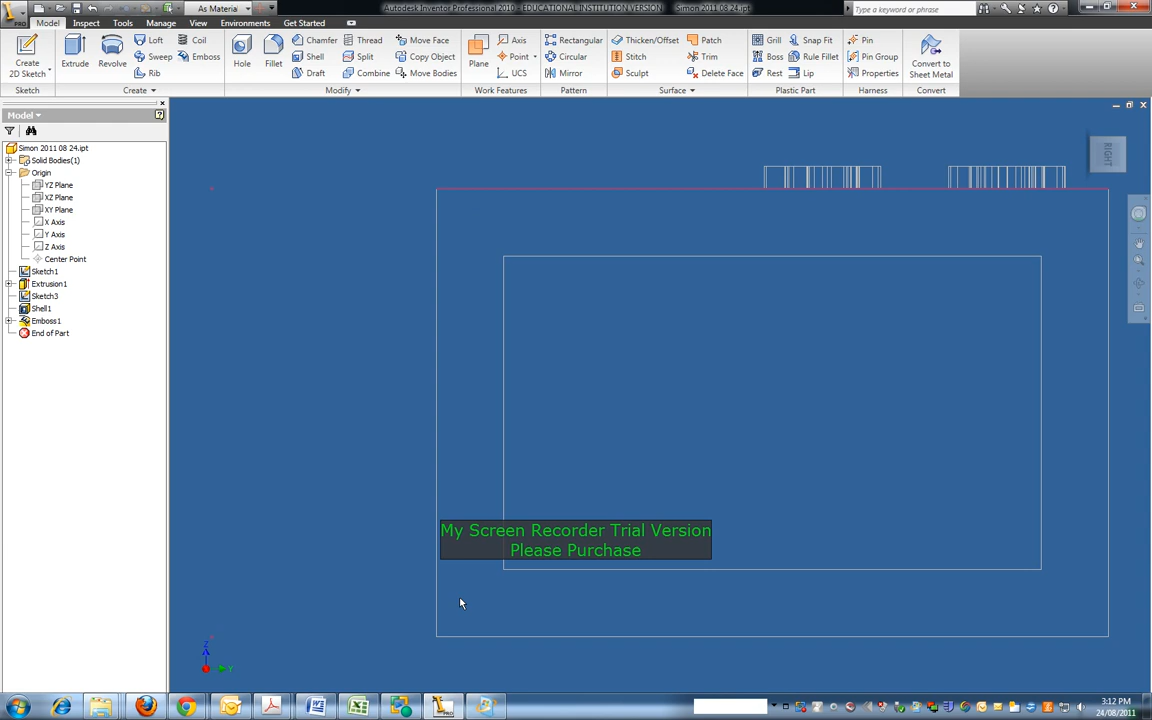 Autodesk Inventor Professional 2010 - EDUCATIONAL INSTITUTION VERSION    Simon 2011 08 24.ipt
As Material
Type a keyword or phrase
PRO
Model Inspect Tools Manage View Environments Get Started
Create
2D Sketch
Extrude
Revolve
Loft
Sweep
Rib
Coil
Emboss
Hole
Fillet
Chamfer
Shell
Draft
Thread
Split
Combine
Move Face
Copy Object
Move Bodies
Plane
Axis
Point
UCS
Rectangular
Circular
Mirror
Thicken/Offset
Stitch
Sculpt
Patch
Trim
Delete Face
Grill
Boss
Rest
Snap Fit
Rule Fillet
Lip
Pin
Pin Group
Properties
Convert to
Sheet Metal
Sketch Create Modify Work Features Pattern Surface Plastic Part Harness Convert
Model
Simon 2011 08 24.ipt
Solid Bodies(1)
Origin
YZ Plane
XZ Plane
XY Plane
X Axis
Y Axis
Z Axis
Center Point
Sketch1
Extrusion1
Sketch3
Shell1
Emboss1
End of Part
RIGHT
My Screen Recorder Trial Version
Please Purchase
Z
Y
PRO
3:12 PM
24/08/2011